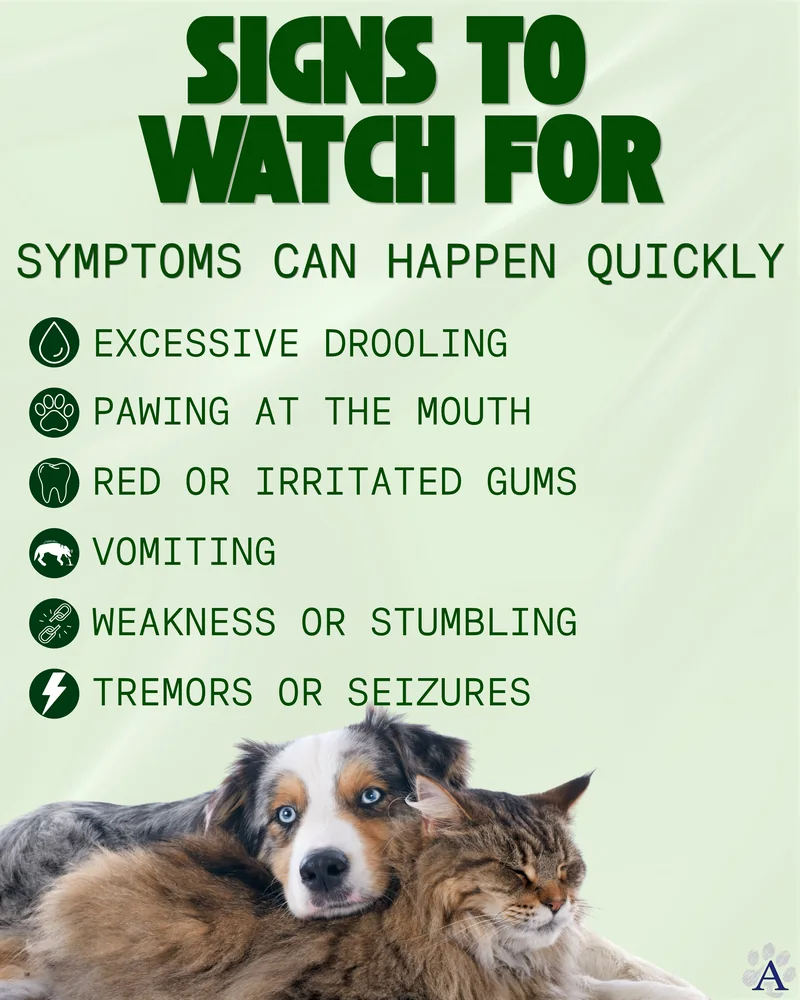 SIGNS TO
WATCH FOR
SYMPTOMS CAN HAPPEN QUICKLY
EXCESSIVE DROOLING
PAWING AT THE MOUTH
RED OR IRRITATED GUMS
VOMITING
WEAKNESS OR STUMBLING
TREMORS OR SEIZURES
A